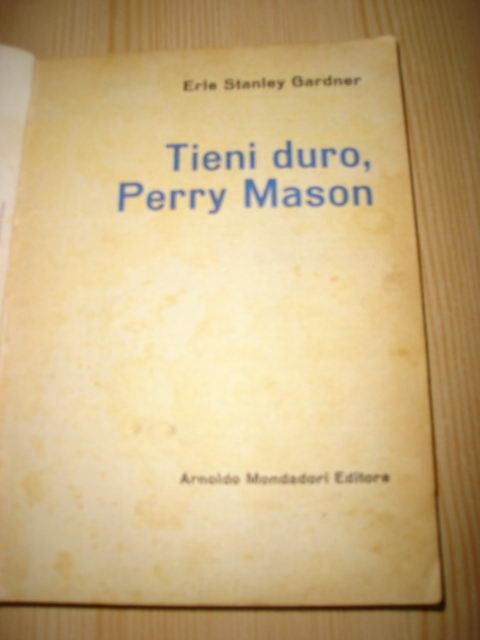 Erle Stanley Gardner
Tieni duro,
Perry Mason
Arnoldo Mondadori Editore